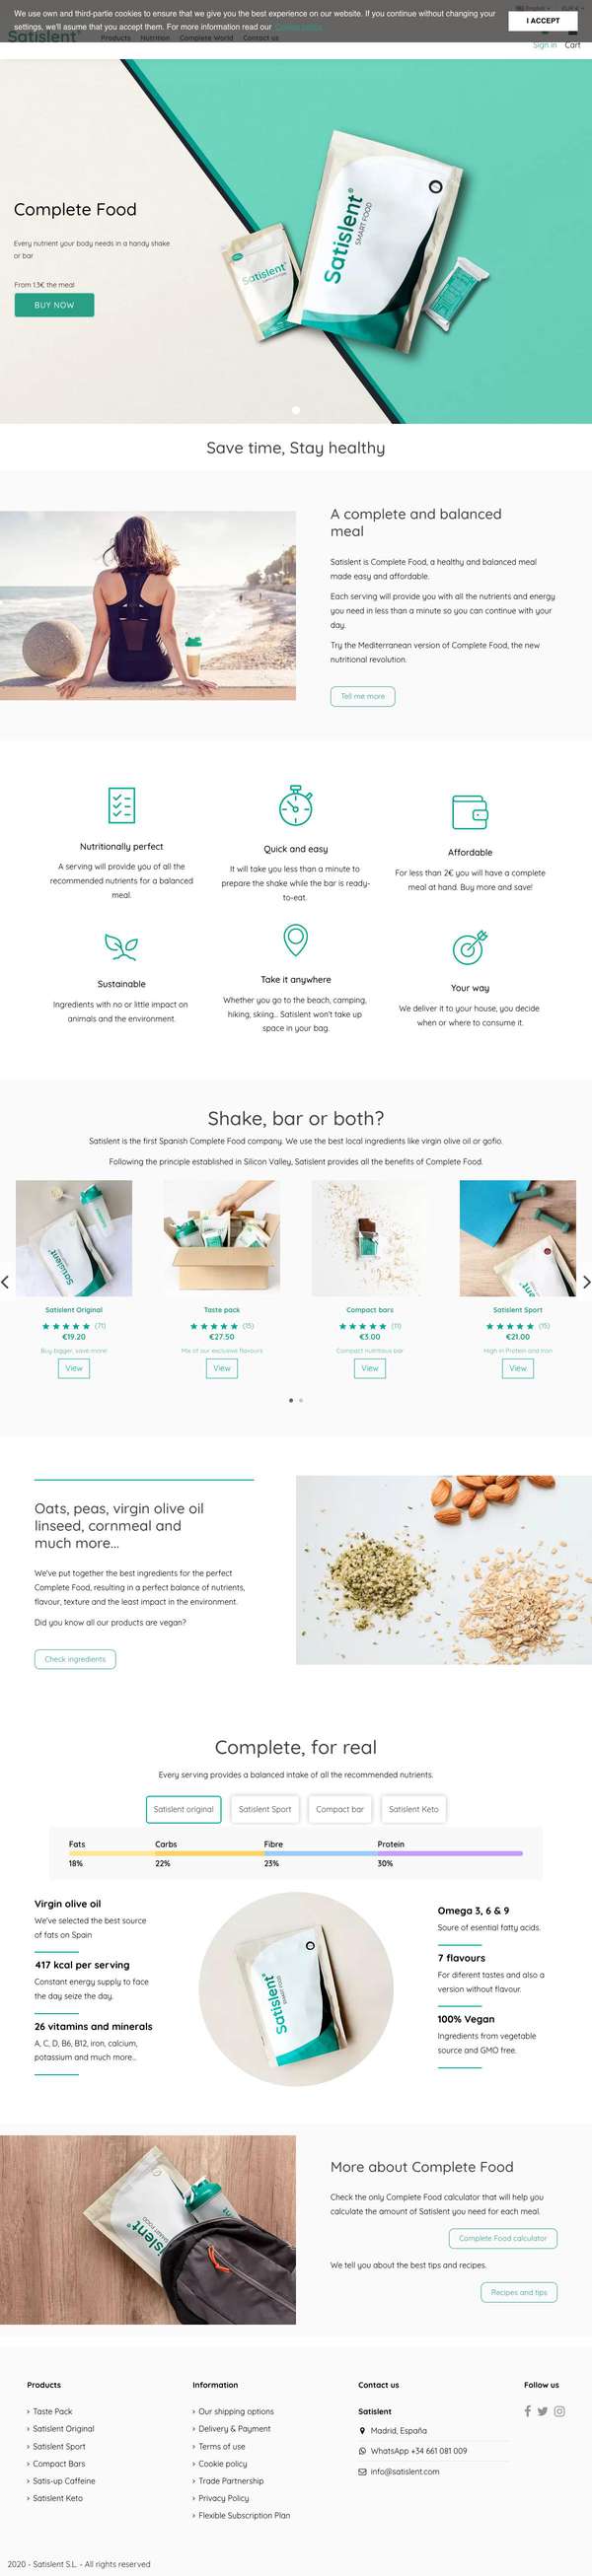 We use own and third-partie cookies to ensure that we give you the best experience on our website. If you continue without changing your
settings, we'll asume that you accept them. For more information read our
I ACCEPT
Satislent
Products Nutrition Complete World Contact us
Sign in Cart
Complete Food
Every nutrient your body needs in a handy shake
or bar
From 1.3€ the meal
BUY NOW
Satislent
Satislent®
SMART FOOD
Save time, Stay healthy
A complete and balanced
meal
Satislent is Complete Food, a healthy and balanced meal
made easy and affordable.
Each serving will provide you with all the nutrients and energy
you need in less than a minute so you can continue with your
day.
Try the Mediterranean version of Complete Food, the new
nutritional revolution.
Tell me more
Nutritionally perfect
A serving will provide you of all the
recommended nutrients for a balanced
meal.
Quick and easy
It will take you less than a minute to
prepare the shake while the bar is ready-
to-eat.
Affordable
For less than 2€ you will have a complete
meal at hand. Buy more and save!
Sustainable
Ingredients with no or little impact on
animals and the environment.
Take it anywhere
Whether you go to the beach, camping,
hiking, skiing... Satislent won't take up
space in your bag.
Your way
We deliver it to your house, you decide
when or where to consume it.
Shake, bar or both?
Satislent is the first Spanish Complete Food company. We use the best local ingredients like virgin olive oil or gofio.
Following the principle established in Silicon Valley, Satislent provides all the benefits of Complete Food.
Satislent Original
(71)
€19.20
Buy bigger, save more
View
Taste pack
(15)
€27.50
Mix of our exclusive flavours
View
Compact bars
(11)
€3.00
Compact nutritious bar
View
Satislent Sport
(15)
€21.00
High in Protein and Iron
View
Oats, peas, virgin olive oil
linseed, cornmeal and
much more...
We've put together the best ingredients for the perfect
Complete Food, resulting in a perfect balance of nutrients,
flavour, texture and the least impact in the environment.
Did you know all our products are vegan?
Check ingredients
Complete, for real
Every serving provides a balanced intake of all the recommended nutrients.
Satislent original Satislent Sport Compact bar Satislent Keto
Fats Carbs Fibre Protein
18% 22% 23% 30%
Virgin olive oil
We've selected the best source
of fats on Spain
417 kcal per serving
Constant energy supply to face
the day seize the day.
26 vitamins and minerals
A, C, D, B6, B12, iron, calcium,
potassium and much more...
Satislent®
SMART FOOD
Omega 3, 6 & 9
Soure of esential fatty acids.
7 flavours
For diferent tastes and also a
version without flavour.
100% Vegan
Ingredients from vegetable
source and GMO free.
More about Complete Food
Check the only Complete Food calculator that will help you
calculate the amount of Satislent you need for each meal.
Complete Food calculator
We tell you about the best tips and recipes.
Recipes and tips
Products
Taste Pack
Satislent Original
Satislent Sport
Compact Bars
Satis-up Caffeine
Satislent Keto
Information
Our shipping options
Delivery & Payment
Terms of use
Cookie policy
Trade Partnership
Privacy Policy
Flexible Subscription Plan
Contact us
Satislent
Madrid, España
WhatsApp +34 661 081 009
info@satislent.com
Follow us
2020 - Satislent S.L. - All rights reserved